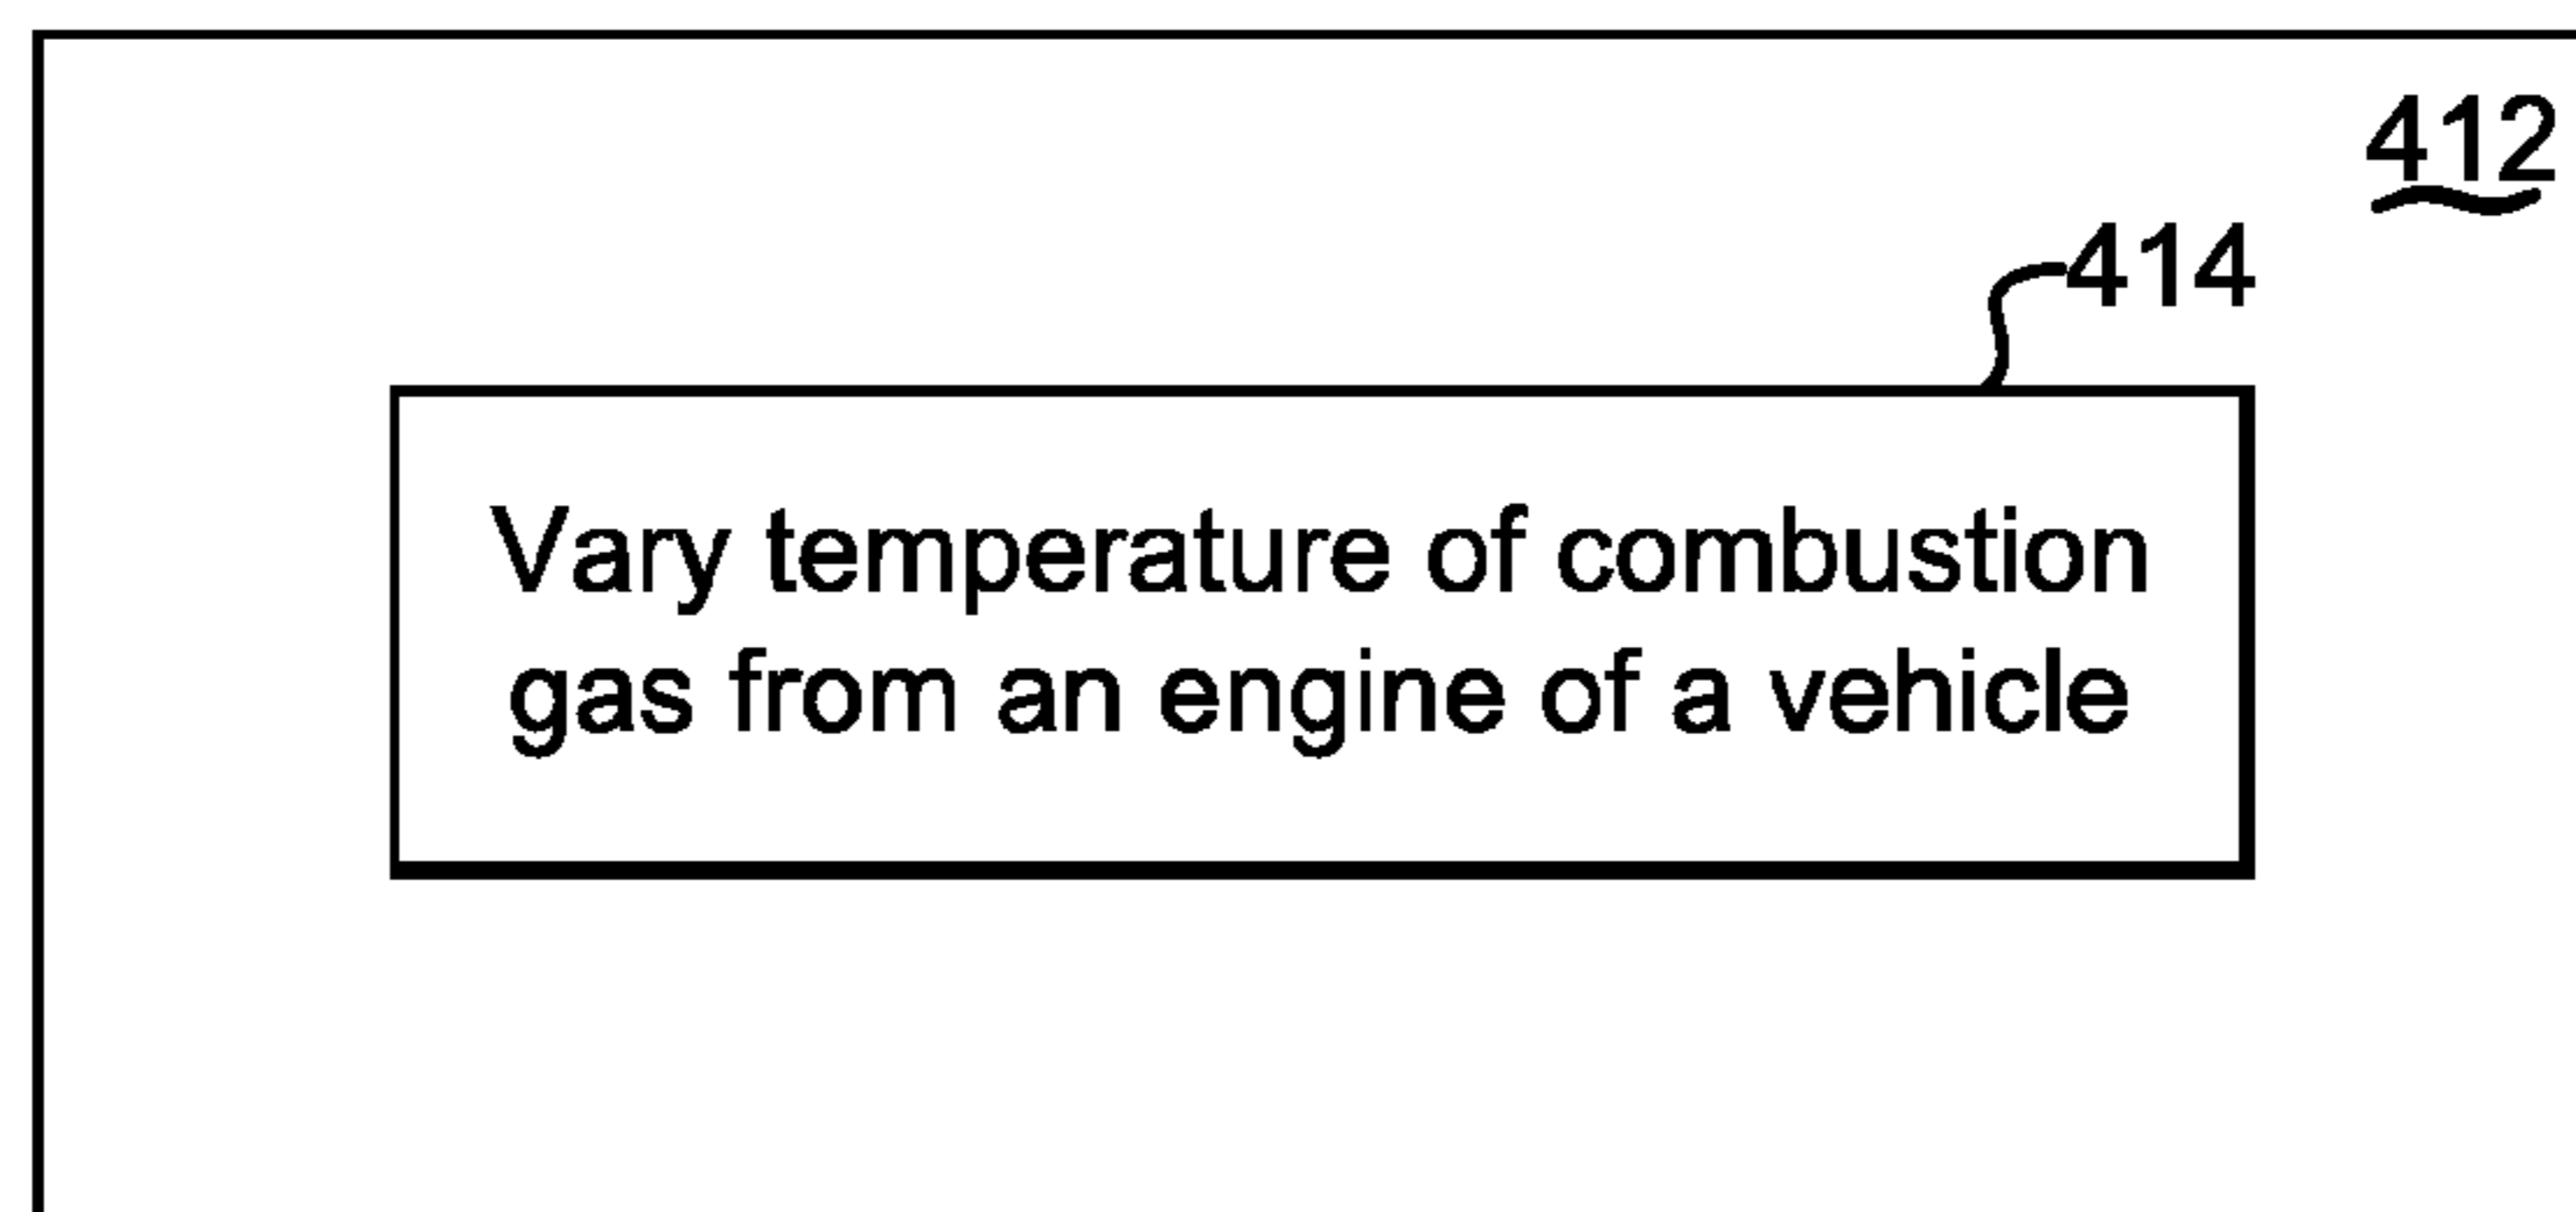 412
414
Vary temperature of combustion
gas from an engine of a vehicle